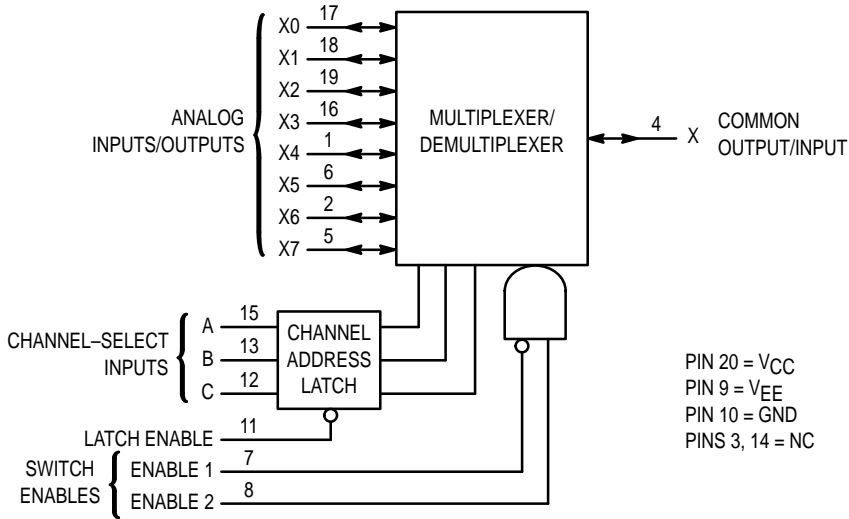 X0 17
X1 18
X2 19
X3 16
X4 1
X5 6
X6 2
X7 5
ANALOG
INPUTS/OUTPUTS
MULTIPLEXER/
DEMULTIPLEXER
4 X
COMMON
OUTPUT/INPUT
CHANNEL–SELECT
INPUTS
A 15
B 13
C 12
CHANNEL
ADDRESS
LATCH
LATCH ENABLE 11
SWITCH
ENABLES
ENABLE 1 7
ENABLE 2 8
PIN 20 = VCC
PIN 9 = VEE
PIN 10 = GND
PINS 3, 14 = NC